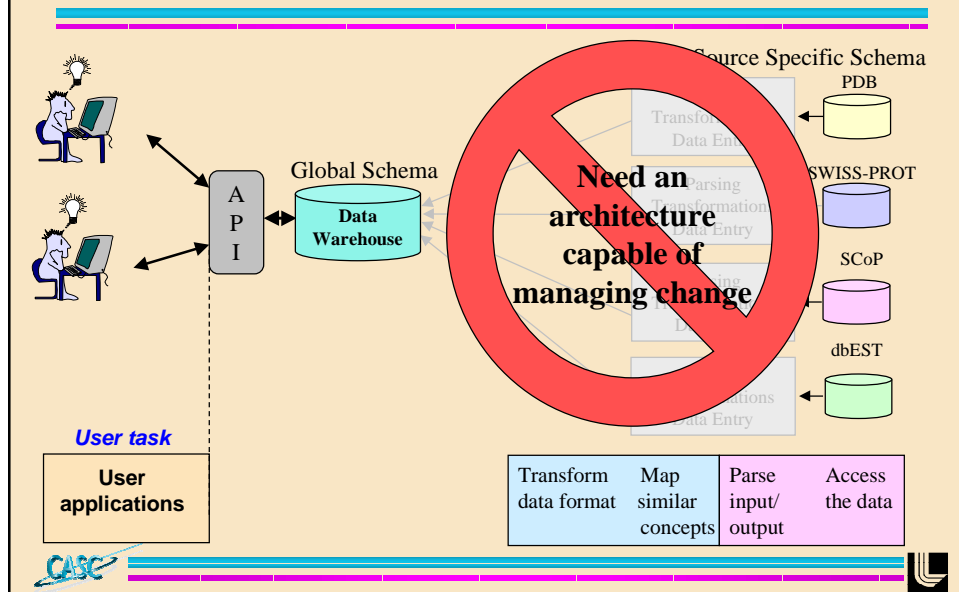 Source Specific Schema
PDB
Data
SWISS-PROT
Parsing
Transformations
Data Entry
SCoP
dbEST
Data Entry
Global Schema
Data
Warehouse
A
P
I
Need an
architecture
capable of
managing change
User task
User
applications
Transform
data format
Map
similar
concepts
Parse
input/
output
Access
the data
CASC